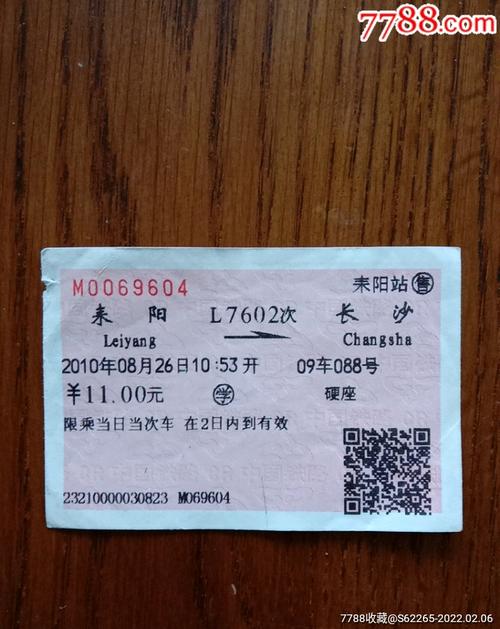 7788.com
M0069604 耒阳站 售
耒阳 L7602次 长沙
Leiyang Changsha
2010年08月26日10:53开 09车088号
￥11.00元 学 硬座
限乘当日当次车 在2日内到有效
23210000030823 M069604
7788收藏@S62265-2022.02.06